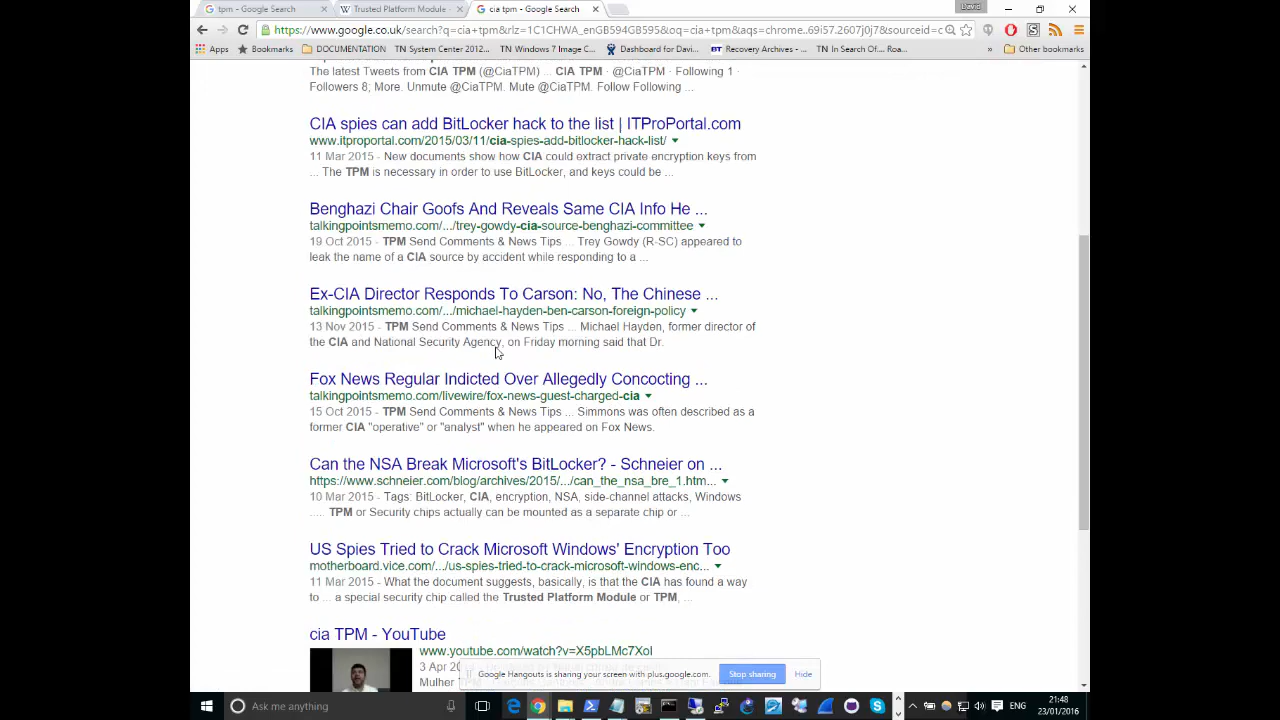 tpm - Google Search
Trusted Platform Module -
cia tpm - Google Search
David
https://www.google.co.uk/search?q=cia+tpm&rlz=1C1CHWA_enGB594GB595&oq=cia+tpm&aqs=chrome..69i57.2607j0j7&sourceid=c
Apps
Bookmarks
DOCUMENTATION
TN System Center 2012...
TN Windows 7 Image C...
Dashboard for Davi...
BT Recovery Archives - ...
TN In Search Of...Roa...
»
Other bookmarks
The latest Tweets from CIA TPM (@CiaTPM) ... CIA TPM · @CiaTPM · Following 1 ·
Followers 8; More. Unmute @CiaTPM. Mute @CiaTPM. Follow Following ...
CIA spies can add BitLocker hack to the list | ITProPortal.com
www.itproportal.com/2015/03/11/cia-spies-add-bitlocker-hack-list/
11 Mar 2015 - New documents show how CIA could extract private encryption keys from
... The TPM is necessary in order to use BitLocker, and keys could be ...
Benghazi Chair Goofs And Reveals Same CIA Info He ...
talkingpointsmemo.com/.../trey-gowdy-cia-source-benghazi-committee
19 Oct 2015 - TPM Send Comments & News Tips ... Trey Gowdy (R-SC) appeared to
leak the name of a CIA source by accident while responding to a ...
Ex-CIA Director Responds To Carson: No, The Chinese ...
talkingpointsmemo.com/.../michael-hayden-ben-carson-foreign-policy
13 Nov 2015 - TPM Send Comments & News Tips ... Michael Hayden, former director of
the CIA and National Security Agency, on Friday morning said that Dr.
Fox News Regular Indicted Over Allegedly Concocting ...
talkingpointsmemo.com/livewire/fox-news-guest-charged-cia
15 Oct 2015 - TPM Send Comments & News Tips ... Simmons was often described as a
former CIA "operative" or "analyst" when he appeared on Fox News.
Can the NSA Break Microsoft's BitLocker? - Schneier on ...
https://www.schneier.com/blog/archives/2015/.../can_the_nsa_bre_1.htm...
10 Mar 2015 - Tags: BitLocker, CIA, encryption, NSA, side-channel attacks, Windows
..... TPM or Security chips actually can be mounted as a separate chip or ...
US Spies Tried to Crack Microsoft Windows' Encryption Too
motherboard.vice.com/.../us-spies-tried-to-crack-microsoft-windows-enc...
11 Mar 2015 - What the document suggests, basically, is that the CIA has found a way
to ... a special security chip called the Trusted Platform Module or TPM, ...
cia TPM - YouTube
www.youtube.com/watch?v=X5pbLMc7XoI
3 Apr
Mulher
Google Hangouts is sharing your screen with plus.google.com.
Stop sharing
Hide
Ask me anything
ENG
21:48
23/01/2016